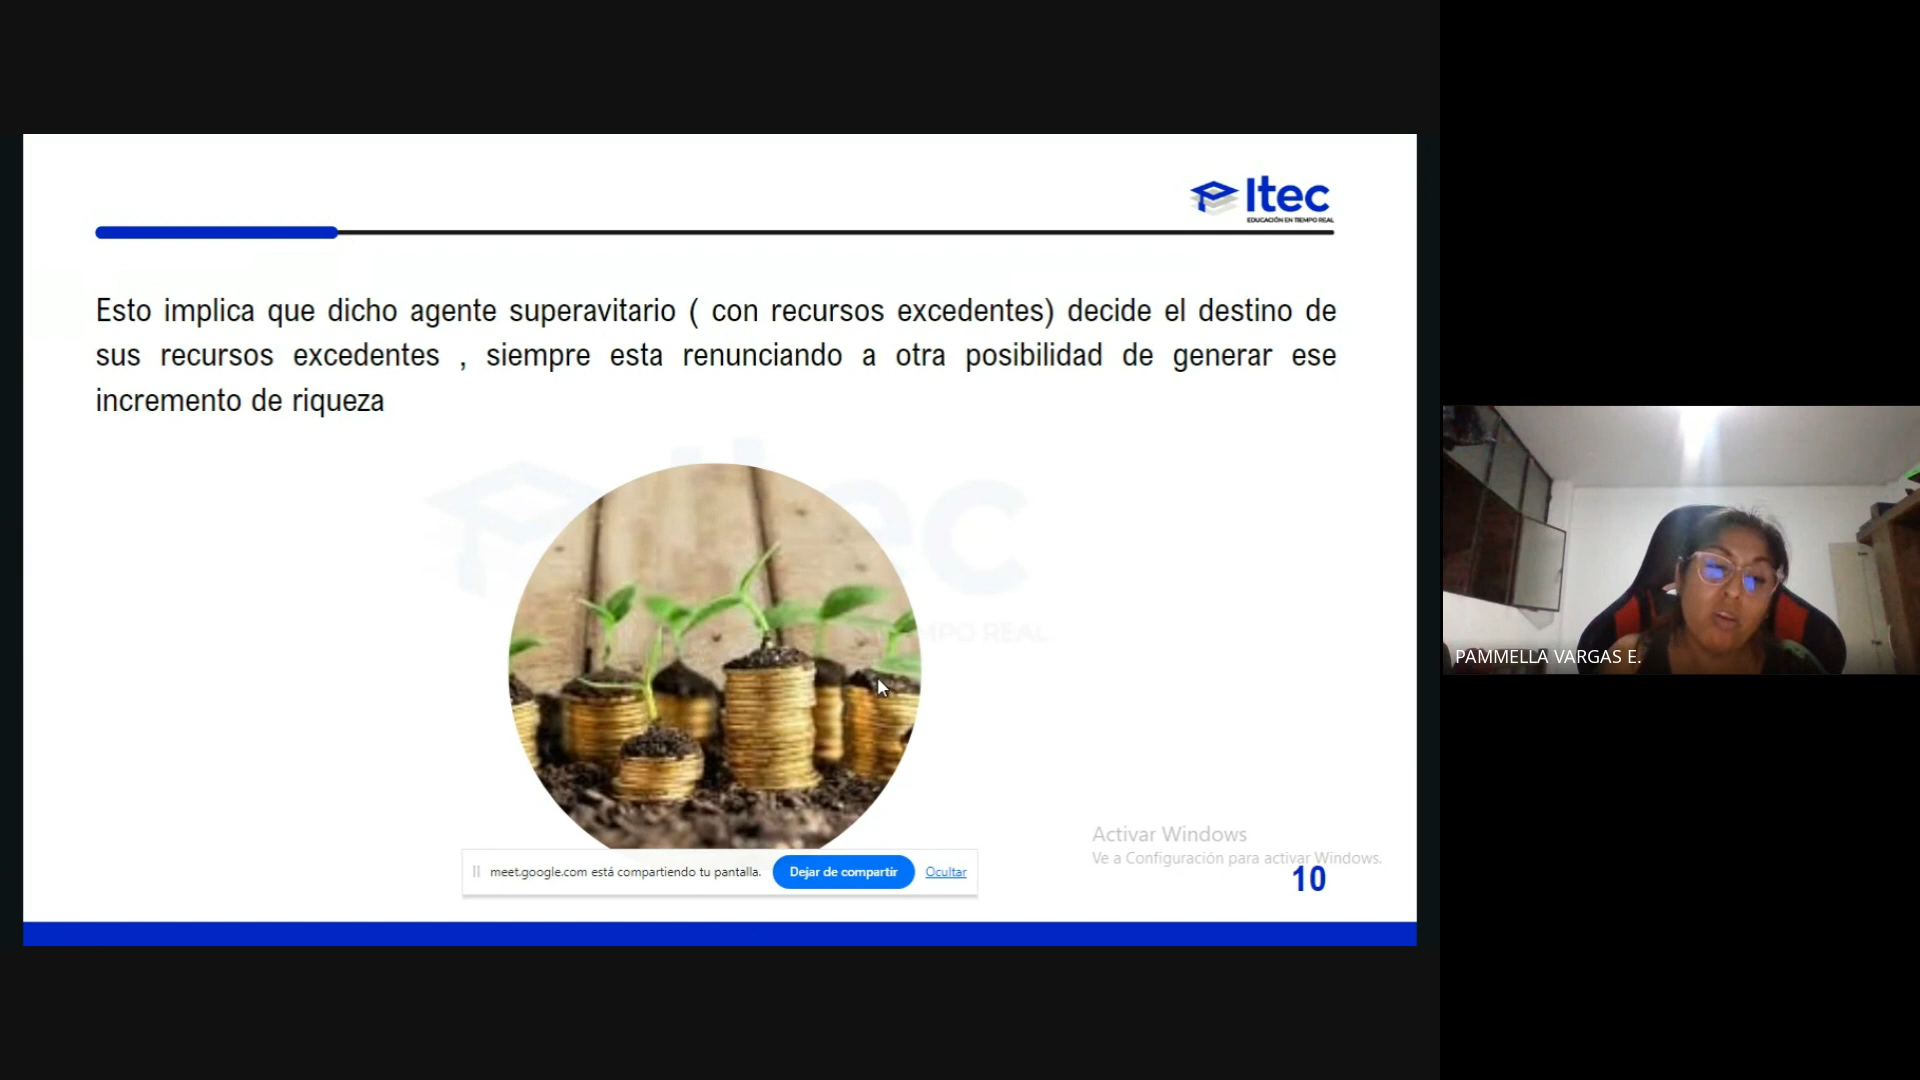 Itec
EDUCACIÓN EN TIEMPO REAL
Esto implica que dicho agente superavitario ( con recursos excedentes) decide el destino de
sus recursos excedentes , siempre esta renunciando a otra posibilidad de generar ese
incremento de riqueza
MPO REAL
PAMMELLA VARGAS E.
Activar Windows
Ve a Configuración para activar Windows.
meet.google.com está compartiendo tu pantalla. Dejar de compartir Ocultar
10